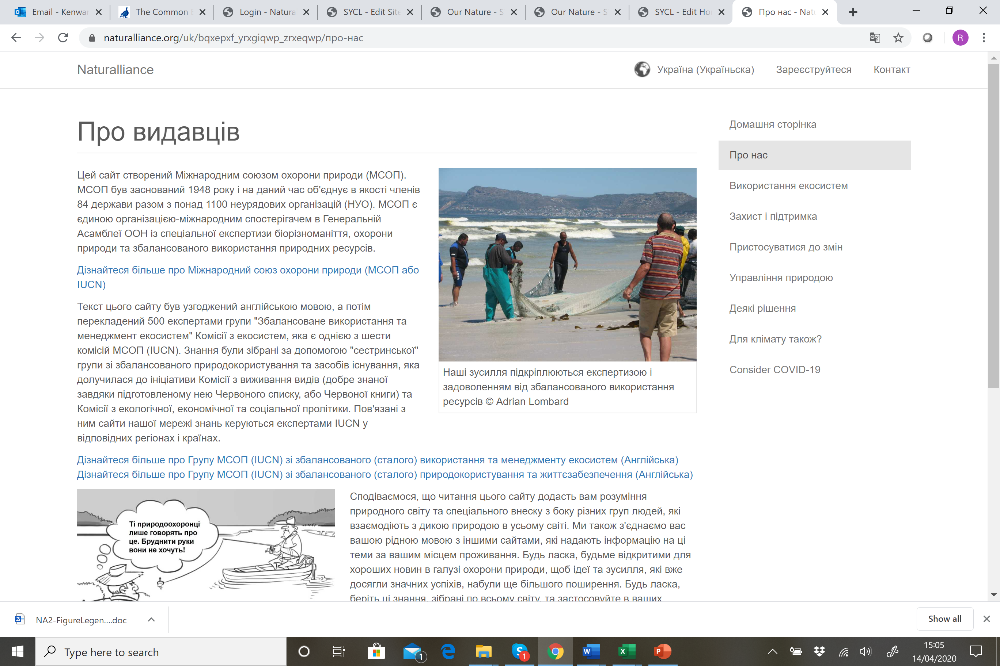 Email - Kenwar
The Common
Login - Natura
SYCL - Edit Site
Our Nature - S
Our Nature - S
SYCL - Edit Ho
Про нас - Nat
naturalliance.org/uk/bqxepxf_yrxgiqwp_zrxeqwp/про-нас
R
Naturalliance
Україна (Україньска)
Зареєструйтеся
Контакт
Про видавців
Цей сайт створений Міжнародним союзом охорони природи (МСОП).
МСОП був заснований 1948 року і на даний час об'єднує в якості членів
84 держави разом з понад 1100 неурядових організацій (НУО). МСОП є
єдиною організацією-міжнародним спостерігачем в Генеральній
Асамблеї ООН із спеціальної експертизи біорізноманіття, охорони
природи та збалансованого використання природних ресурсів.
Дізнайтеся більше про Міжнародний союз охорони природи (МСОП або
IUCN)
Текст цього сайту був узгоджений англійською мовою, а потім
перекладений 500 експертами групи "Збалансоване використання та
менеджмент екосистем" Комісії з екосистем, яка є однією з шести
комісій МСОП (IUCN). Знання були зібрані за допомогою "сестринської"
групи зі збалансованого природокористування та засобів існування, яка
долучилася до ініціативи Комісії з виживання видів (добре знаної
завдяки підготовленому нею Червоного списку, або Червоної книги) та
Комісії з екологічної, економічної та соціальної пролітики. Пов'язані з
ним сайти нашої мережі знань керуються експертами IUCN у
відповідних регіонах і країнах.
Наші зусилля підкріплюються експертизою і
задоволенням від збалансованого використання
ресурсів © Adrian Lombard
Дізнайтеся більше про Групу МСОП (IUCN) зі збалансованого (сталого) використання та менеджменту екосистем (Англійська)
Дізнайтеся більше про Групу МСОП (IUCN) зі збалансованого (сталого) природокористування та життєзабезпечення (Англійська)
Ті природоохоронці
лише говорять про
це. Бруднити руки
вони не хочуть!
Сподіваємося, що читання цього сайту додасть вам розуміння
природного світу та спеціального внеску з боку різних груп людей, які
взаємодіють з дикою природою в усьому світі. Ми також з'єднаємо вас
вашою рідною мовою з іншими сайтами, які надають інформацію на ці
теми за вашим місцем проживання. Будь ласка, будьме відкритими для
хороших новин в галузі охорони природи, щоб ідеї та зусилля, які вже
досягли значних успіхів, набули ще більшого поширення. Будь ласка,
беріть ці знання, зібрані по всьому світу, та застосовуйте в ваших
Домашня сторінка
Про нас
Використання екосистем
Захист і підтримка
Пристосуватися до змін
Управління природою
Деякі рішення
Для клімату також?
Consider COVID-19
NA2-FigureLegen....doc
Show all
Type here to search
1
1
15:05
14/04/2020